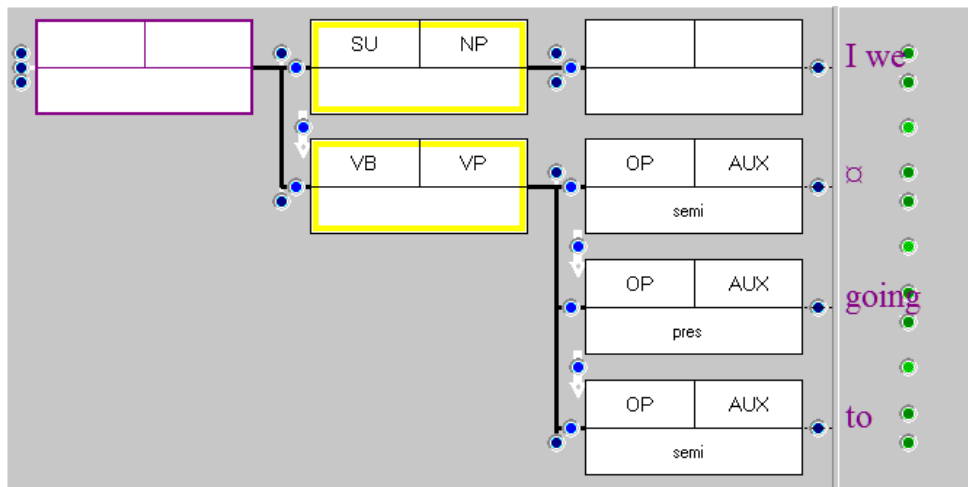 SU NP I we
VB VP OP AUX ¤
semi
OP AUX going
pres
OP AUX to
semi